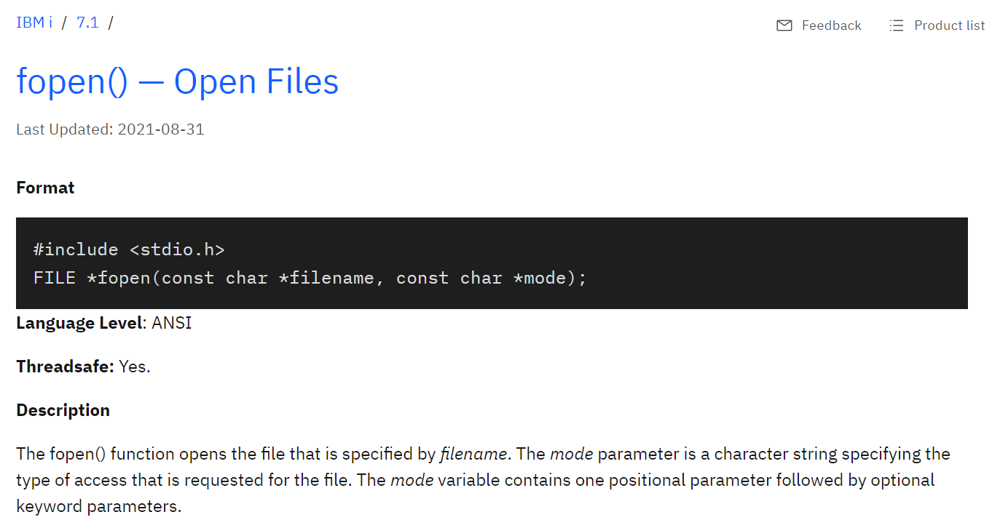 IBM i / 7.1 /
Feedback Product list
fopen() — Open Files
Last Updated: 2021-08-31
Format
#include <stdio.h>
FILE *fopen(const char *filename, const char *mode);
Language Level: ANSI
Threadsafe: Yes.
Description
The fopen() function opens the file that is specified by filename. The mode parameter is a character string specifying the
type of access that is requested for the file. The mode variable contains one positional parameter followed by optional
keyword parameters.